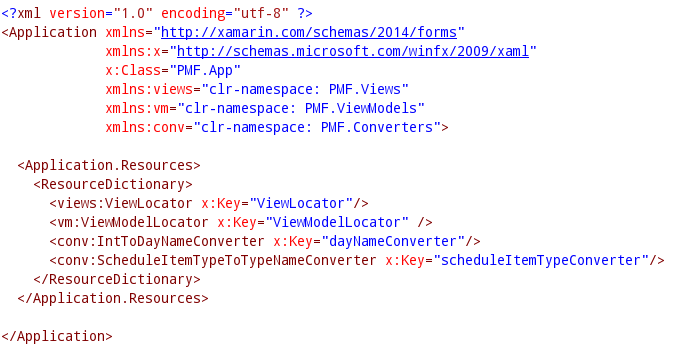 <?xml version="1.0" encoding="utf-8" ?>
<Application xmlns="http://xamarin.com/schemas/2014/forms"
             xmlns:x="http://schemas.microsoft.com/winfx/2009/xaml"
             x:Class="PMF.App"
             xmlns:views="clr-namespace: PMF.Views"
             xmlns:vm="clr-namespace: PMF.ViewModels"
             xmlns:conv="clr-namespace: PMF.Converters">

  <Application.Resources>
    <ResourceDictionary>
      <views:ViewLocator x:Key="ViewLocator"/>
      <vm:ViewModelLocator x:Key="ViewModelLocator" />
      <conv:IntToDayNameConverter x:Key="dayNameConverter"/>
      <conv:ScheduleItemTypeToTypeNameConverter x:Key="scheduleItemTypeConverter"/>
    </ResourceDictionary>
  </Application.Resources>

</Application>